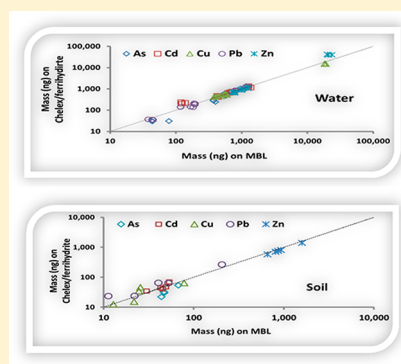 Mass (ng) on
Chelex/ferrihydirte
100,000
10,000
1,000
100
10
As Cd Cu Pb Zn
Water
10 100 1,000 10,000 100,000
Mass (ng) on MBL
Mass (ng) on
Chelex/ferrihydrite
10,000
1,000
100
10
As Cd Cu Pb Zn
Soil
10 100 1,000 10,000
Mass (ng) on MBL